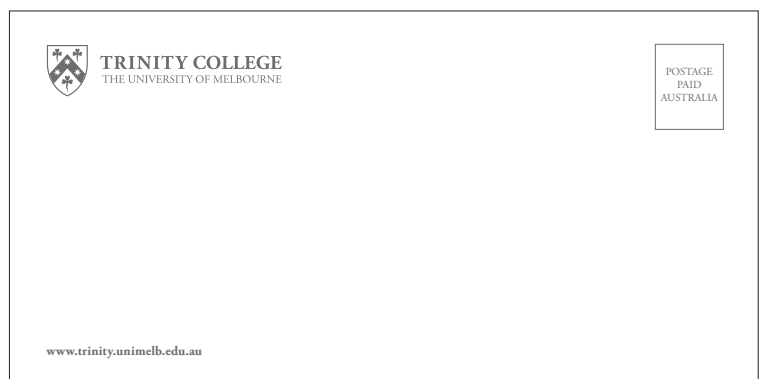 TRINITY COLLEGE
THE UNIVERSITY OF MELBOURNE
POSTAGE
PAID
AUSTRALIA
www.trinity.unimelb.edu.au